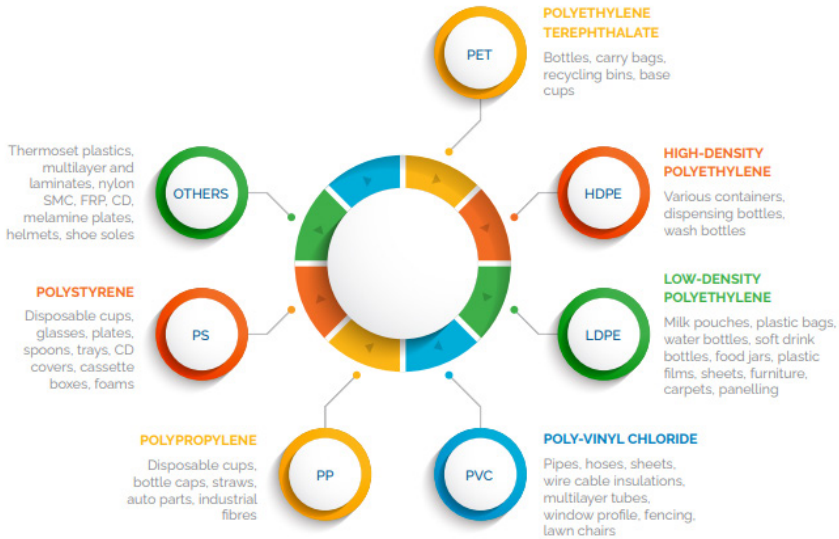 PET
POLYETHYLENE
TEREPHTHALATE
Bottles, carry bags,
recycling bins, base
cups
HDPE
HIGH-DENSITY
POLYETHYLENE
Various containers,
dispensing bottles,
wash bottles
LDPE
LOW-DENSITY
POLYETHYLENE
Milk pouches, plastic bags,
water bottles, soft drink
bottles, food jars, plastic
films, sheets, furniture,
carpets, panelling
PVC
POLY-VINYL CHLORIDE
Pipes, hoses, sheets,
wire cable insulations,
multilayer tubes,
window profile, fencing,
lawn chairs
PP
POLYPROPYLENE
Disposable cups,
bottle caps, straws,
auto parts, industrial
fibres
PS
POLYSTYRENE
Disposable cups,
glasses, plates,
spoons, trays, CD
covers, cassette
boxes, foams
OTHERS
Thermoset plastics,
multilayer and
laminates, nylon
SMC, FRP, CD,
melamine plates,
helmets, shoe soles